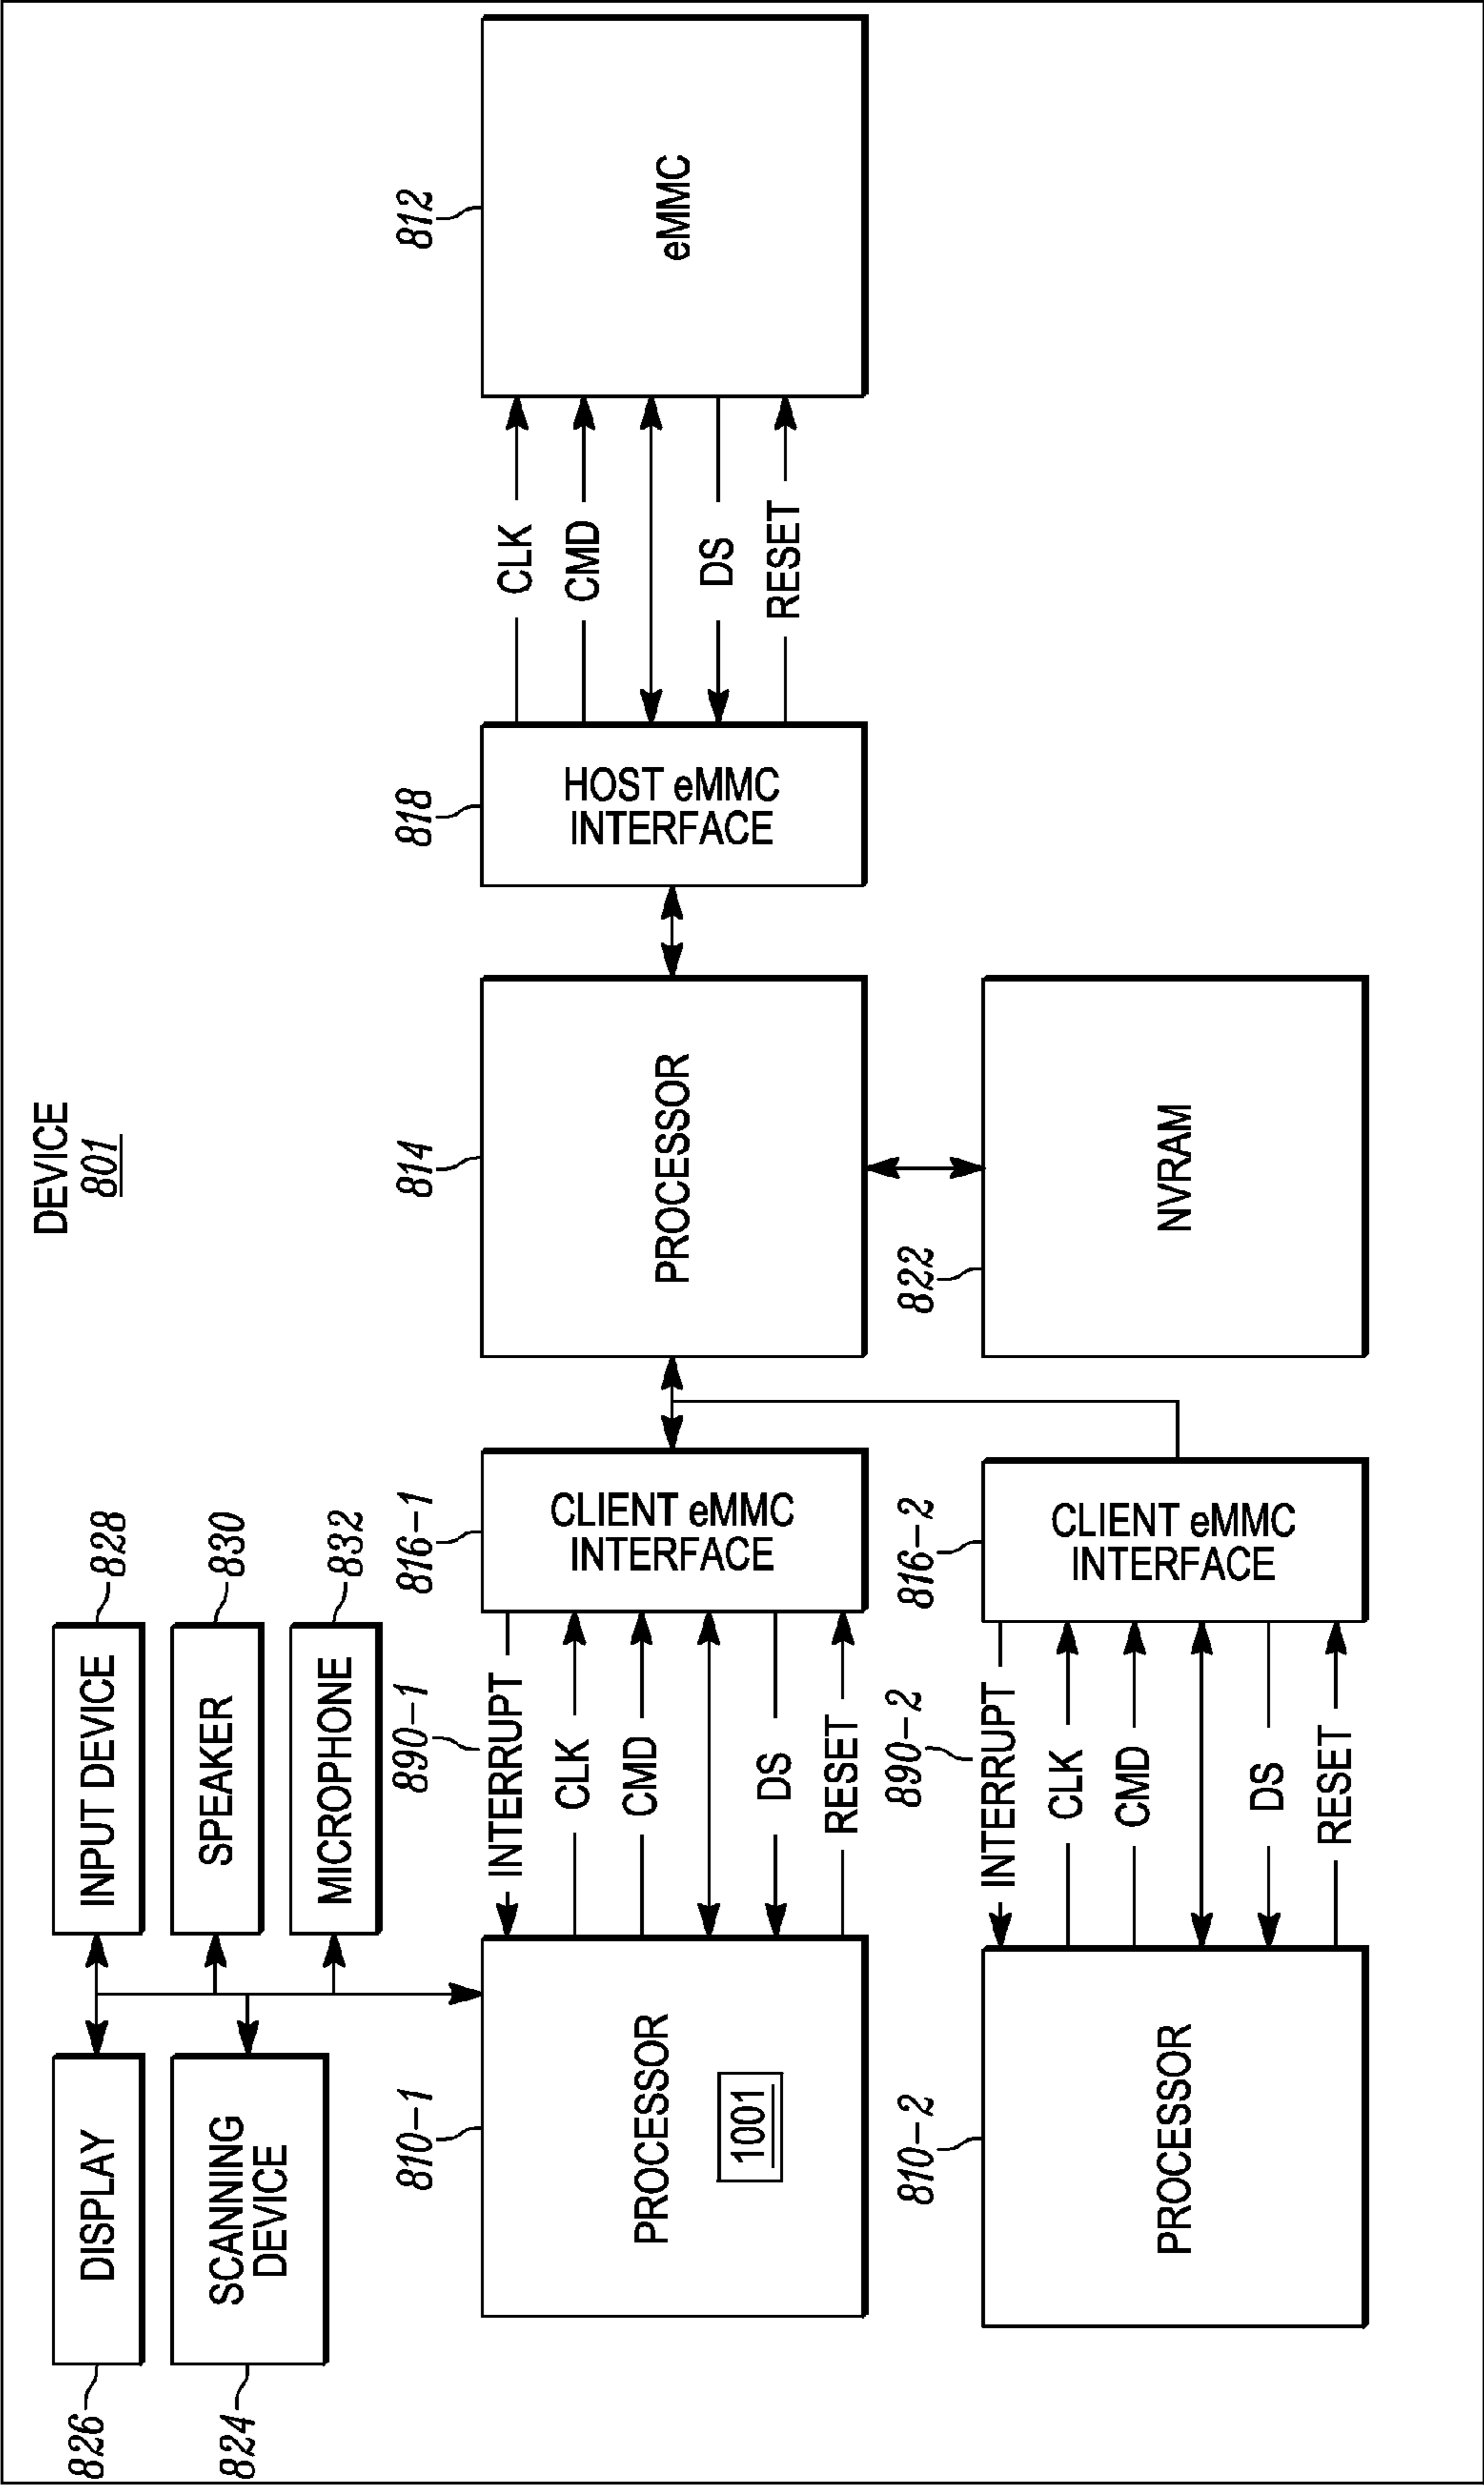 DEVICE
801
826
DISPLAY
INPUT DEVICE
828
824
SCANNING
DEVICE
SPEAKER
830
MICROPHONE
832
810-1
PROCESSOR
1001
890-1
INTERRUPT
CLK
CMD
DS
RESET
816-1
CLIENT eMMC
INTERFACE
814
PROCESSOR
818
HOST eMMC
INTERFACE
CLK
CMD
DS
RESET
812
eMMC
810-2
PROCESSOR
890-2
INTERRUPT
CLK
CMD
DS
RESET
816-2
CLIENT eMMC
INTERFACE
822
NVRAM